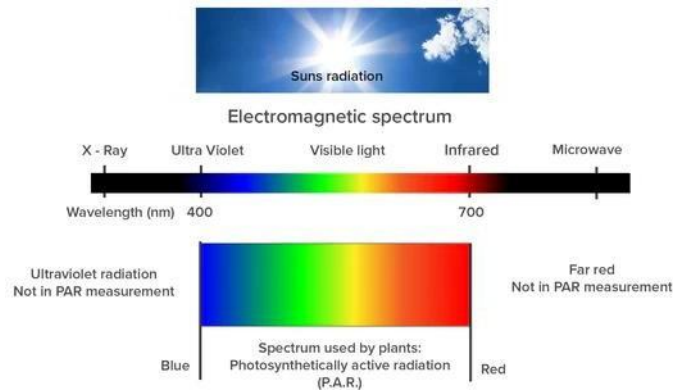 Suns radiation
Electromagnetic spectrum
X - Ray
Ultra Violet
Visible light
Infrared
Microwave
Wavelength (nm)
400
700
Ultraviolet radiation
Not in PAR measurement
Far red
Not in PAR measurement
Blue
Spectrum used by plants:
Photosynthetically active radiation
(P.A.R.)
Red